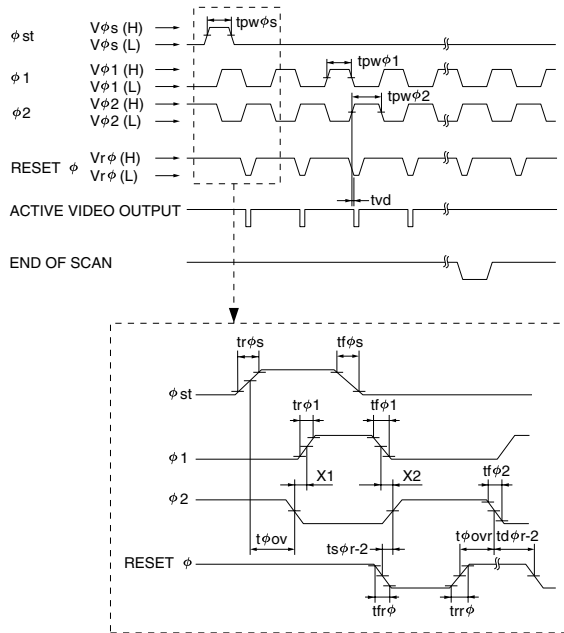 tpwφs
φst Vφs (H)
Vφs (L)
tpwφ1
φ1 Vφ1 (H)
Vφ1 (L)
tpwφ2
φ2 Vφ2 (H)
Vφ2 (L)
RESET φ Vrφ (H)
Vrφ (L)
tvd
ACTIVE VIDEO OUTPUT
END OF SCAN
trφs tfφs
φst
trφ1 tfφ1
φ1
X1 X2 tfφ2
φ2
tφov tsφr-2 tφovr tdφr-2
RESET φ
tfrφ trrφ